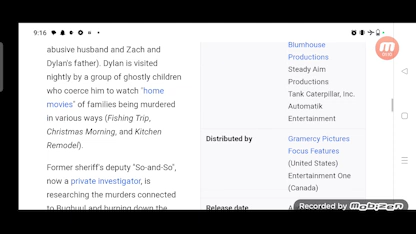 9:16
abusive husband and Zach and
Dylan's father). Dylan is visited
nightly by a group of ghostly children
who coerce him to watch "home
movies" of families being murdered
in various ways (Fishing Trip,
Christmas Morning, and Kitchen
Remodel).
Former sheriff's deputy "So-and-So",
now a private investigator, is
researching the murders connected
to Bughuul and burning down the
Blumhouse
Productions
Steady Aim
Productions
Tank Caterpillar, Inc.
Automatik
Entertainment
Distributed by
Gramercy Pictures
Focus Features
(United States)
Entertainment One
(Canada)
Release date
Recorded by mobizen